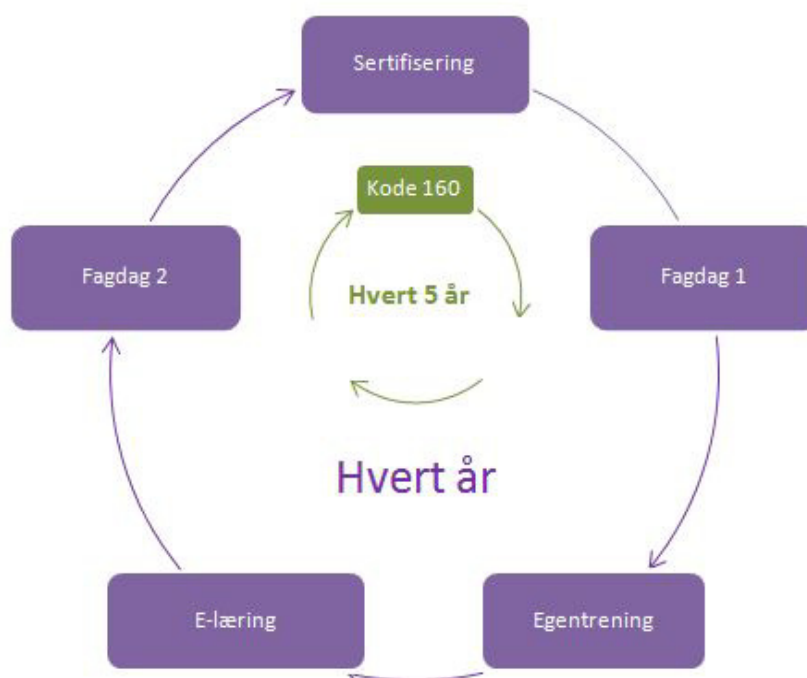 Sertifisering
Kode 160
Fagdag 2
Hvert 5 år
Fagdag 1
Hvert år
E-læring
Egentrening